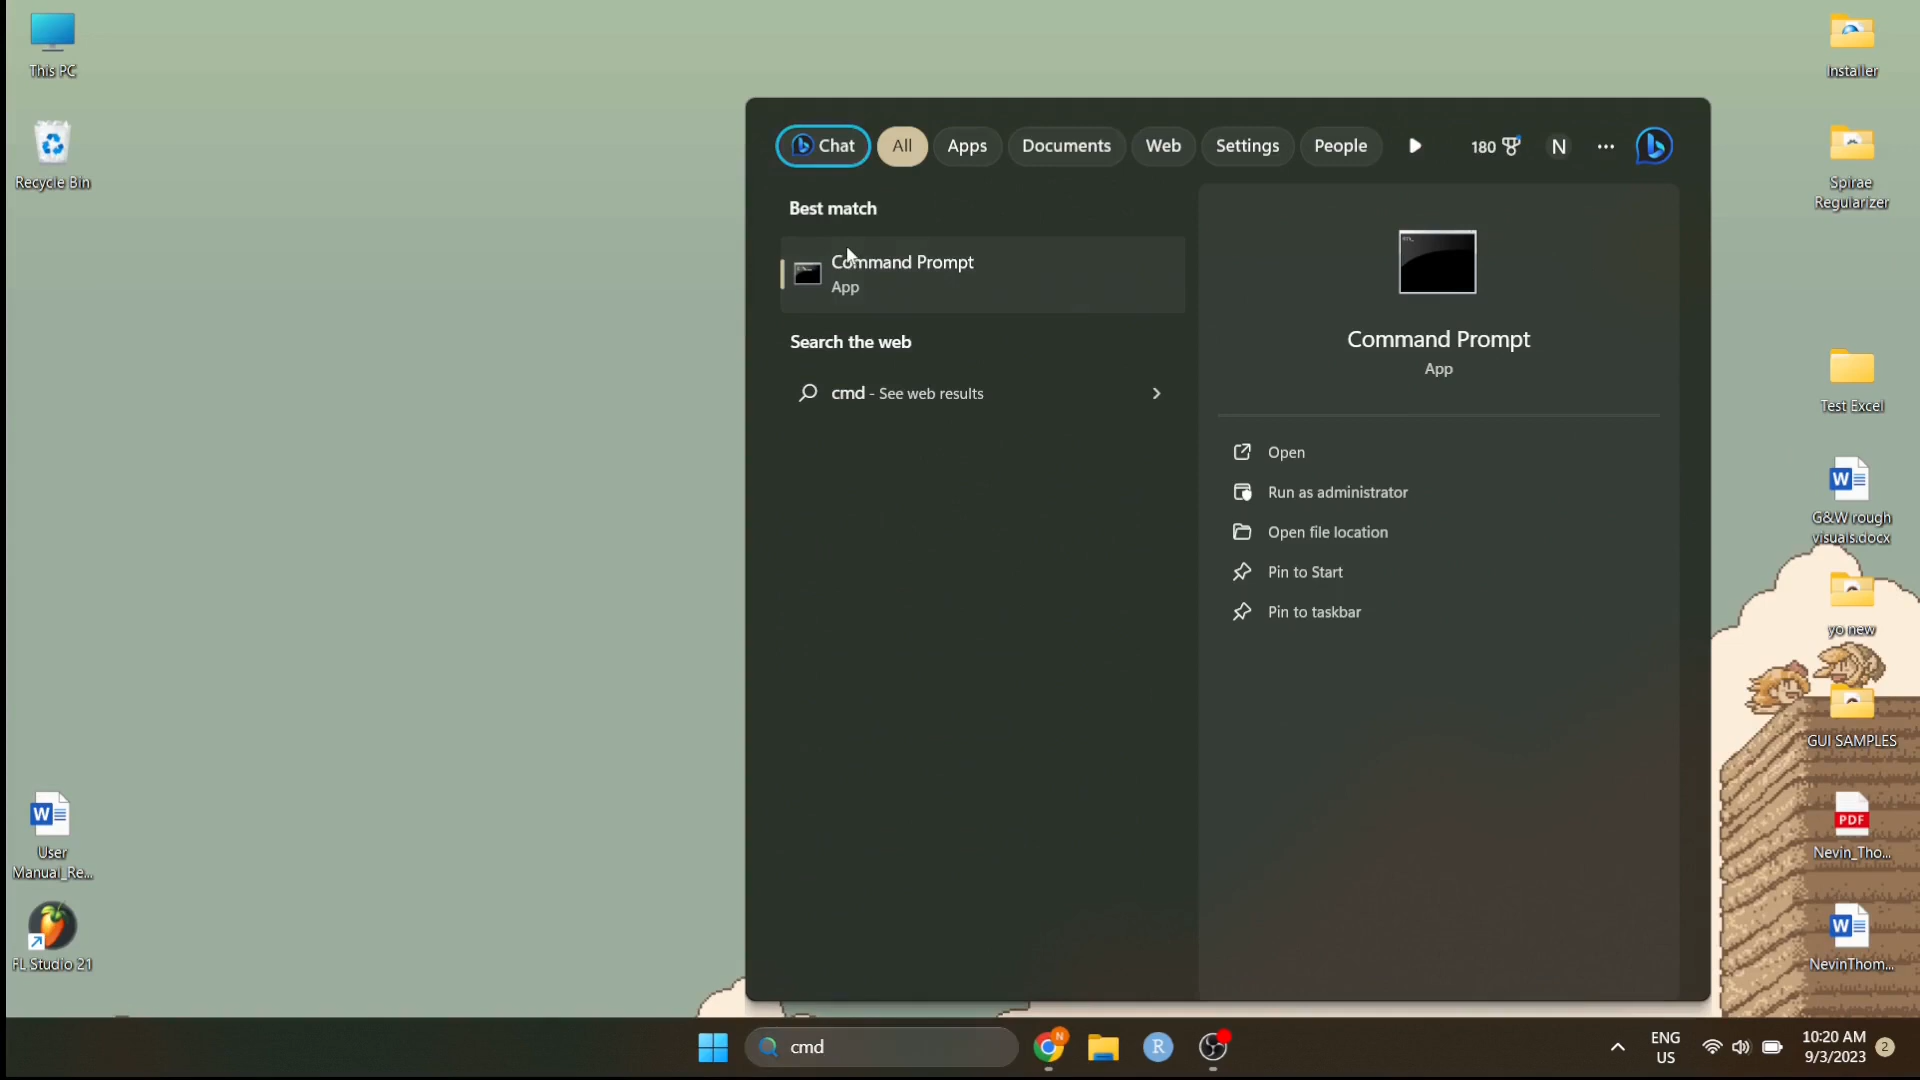 This PC
Recycle Bin
User
Manual_Re...
FL Studio 21
Chat
All
Apps
Documents
Web
Settings
People
180
N
...
Best match
Command Prompt
App
Search the web
cmd - See web results
Command Prompt
App
Open
Run as administrator
Open file location
Pin to Start
Pin to taskbar
Installer
Spirae
Regularizer
Test Excel
G&W rough
visuals.docx
yo new
GUI SAMPLES
PDF
Nevin_Tho...
NevinThom...
cmd
N
R
ENG
US
10:20 AM
9/3/2023
2